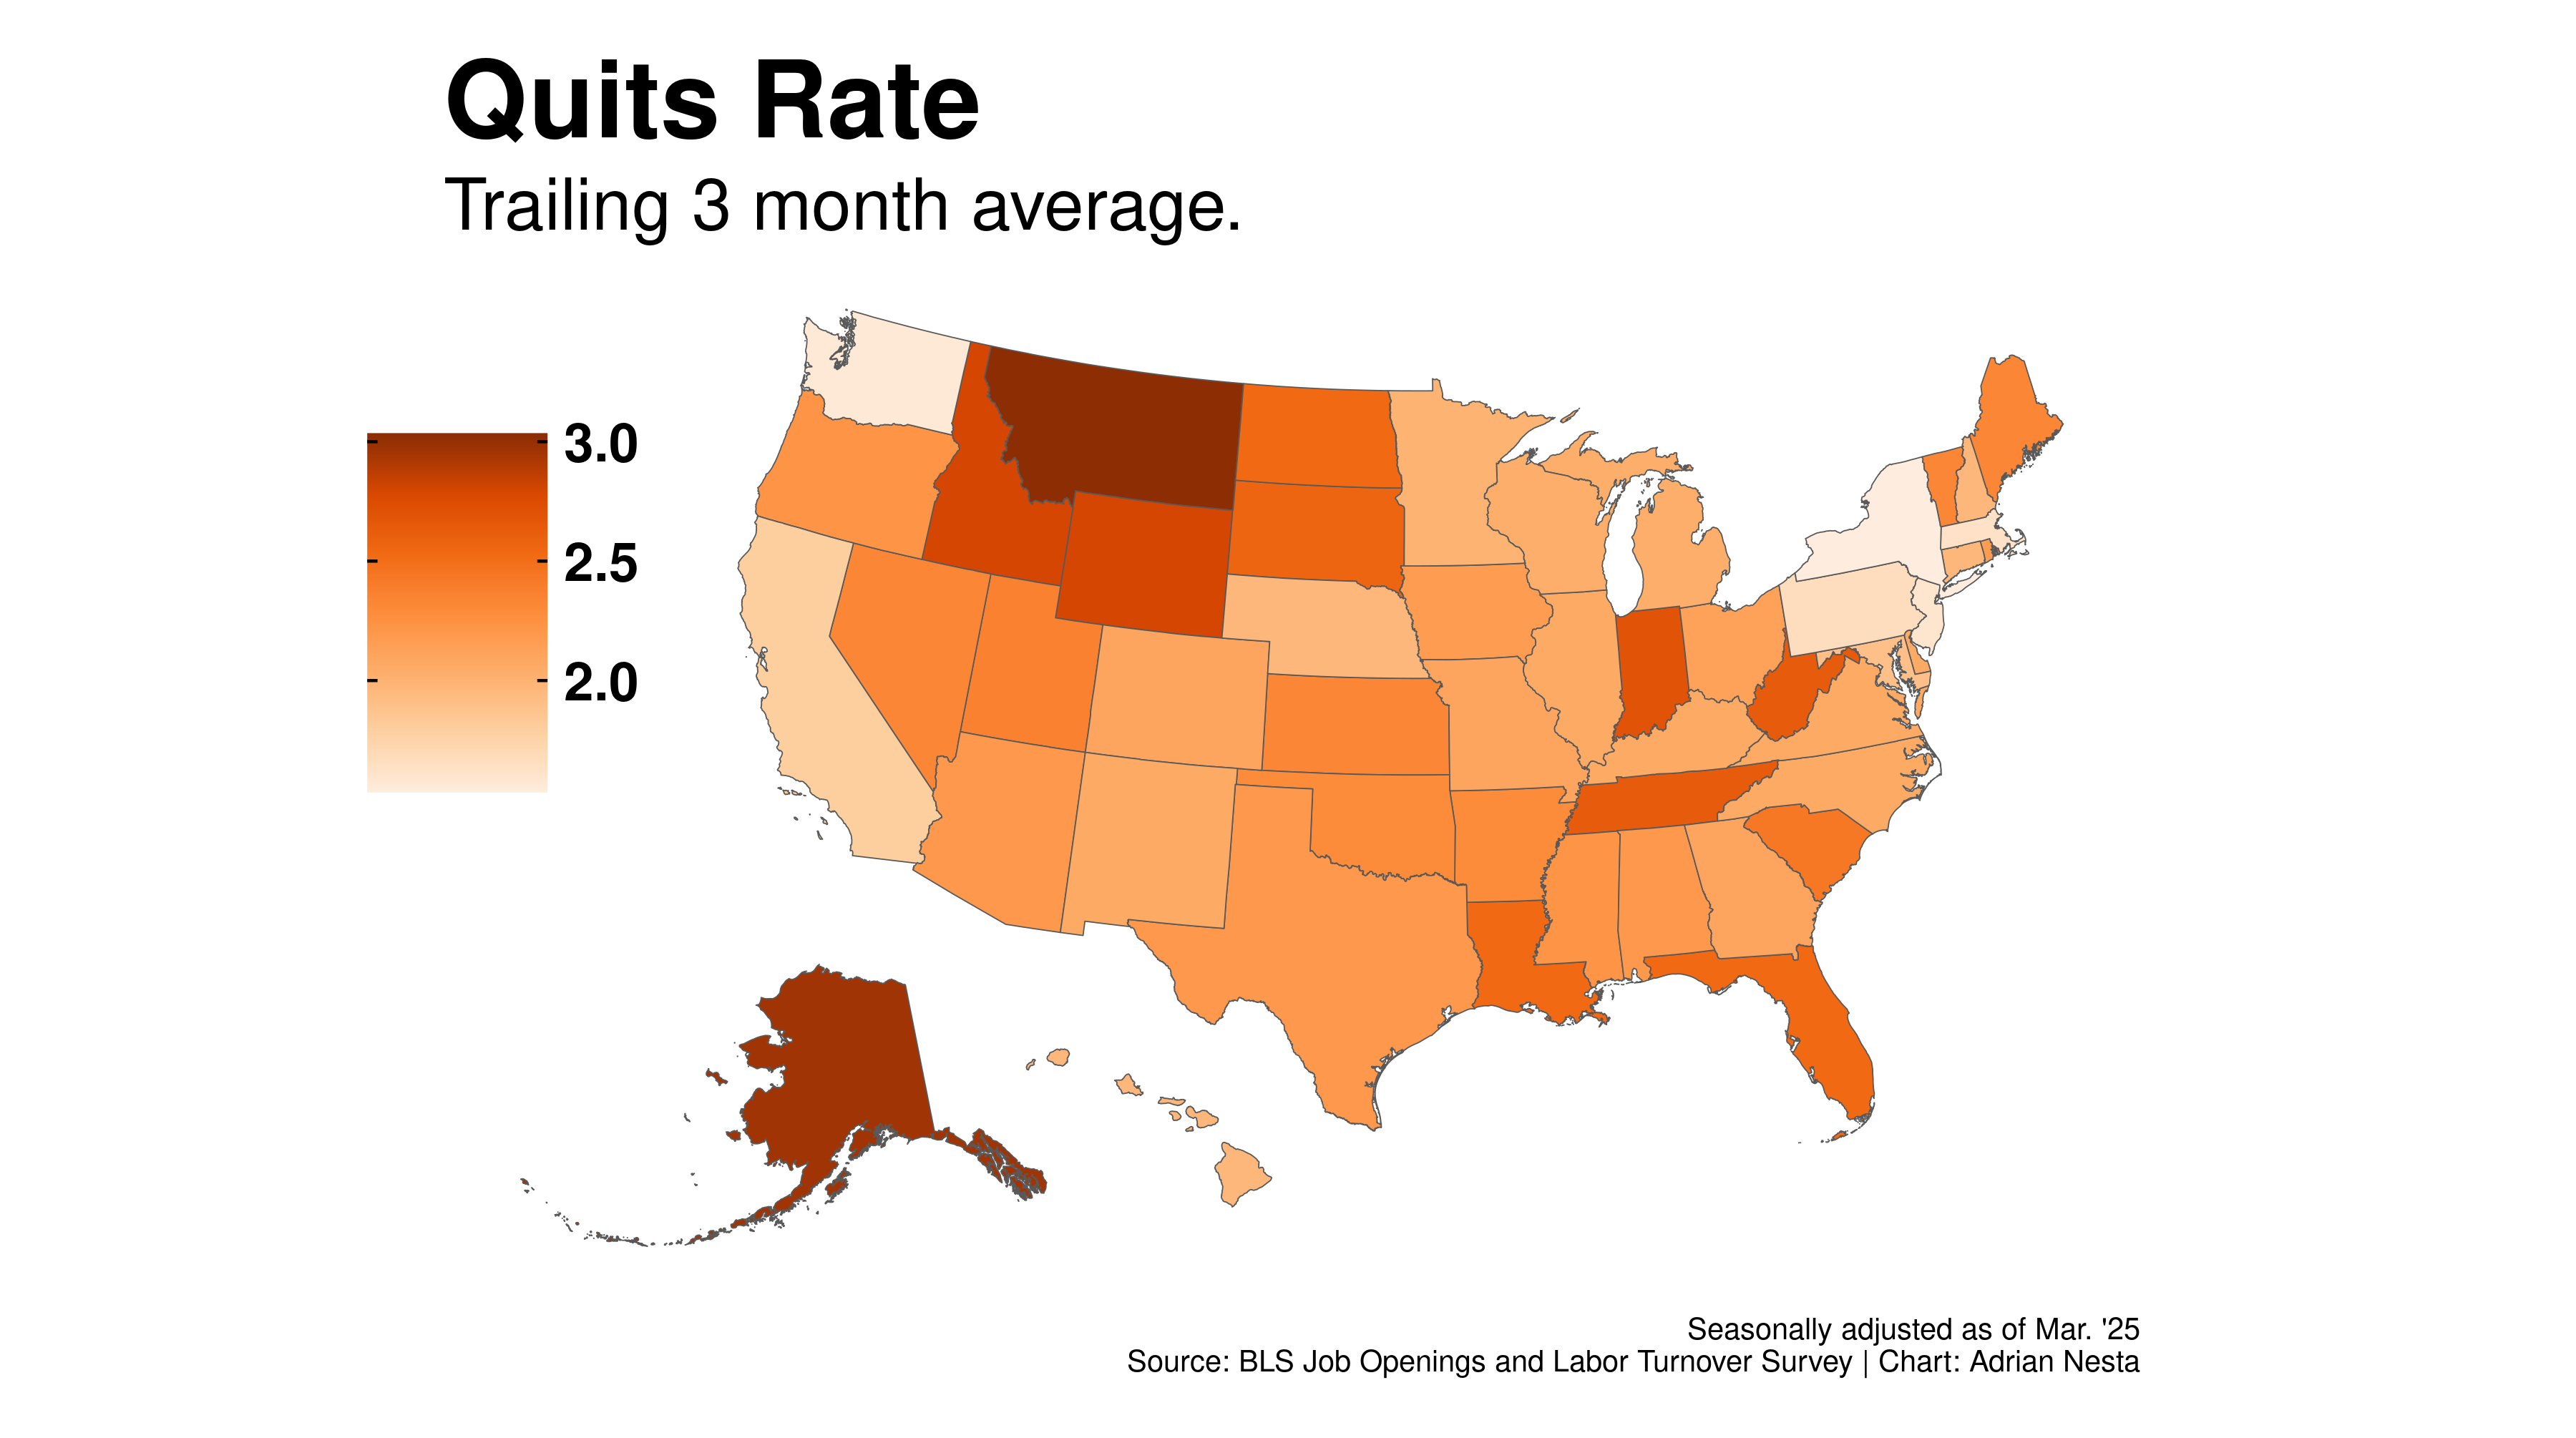 Quits Rate
Trailing 3 month average.
3.0
2.5
2.0
Seasonally adjusted as of Mar. '25
Source: BLS Job Openings and Labor Turnover Survey | Chart: Adrian Nesta